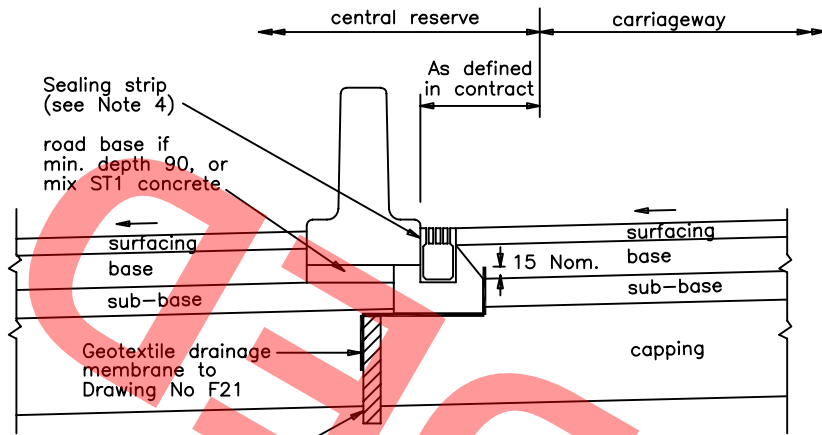 central reserve
carriageway
As defined
in contract
Sealing strip
(see Note 4)
road base if
min. depth 90, or
mix ST1 concrete
surfacing
base
sub-base
surfacing
base
sub-base
15 Nom.
Geotextile drainage
membrane to
Drawing No F21
capping